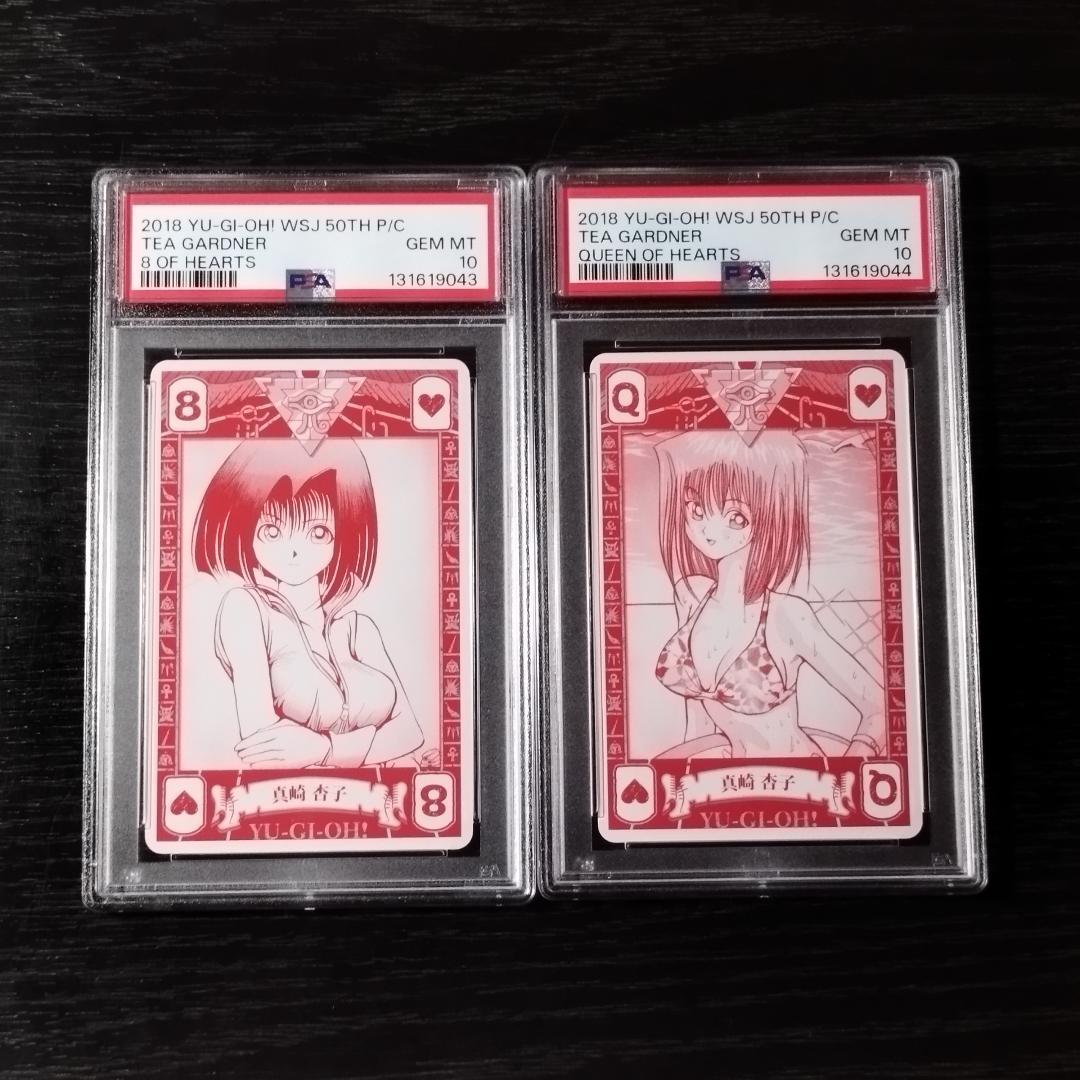 2018 YU-GI-OH! WSJ 50TH P/C
TEA GARDNER GEM MT
8 OF HEARTS 10
PSA 131619043
8
真崎 杏子
8
YU-GI-OH!
2018 YU-GI-OH! WSJ 50TH P/C
TEA GARDNER GEM MT
QUEEN OF HEARTS 10
PSA 131619044
Q
真崎 杏子
Q
YU-GI-OH!